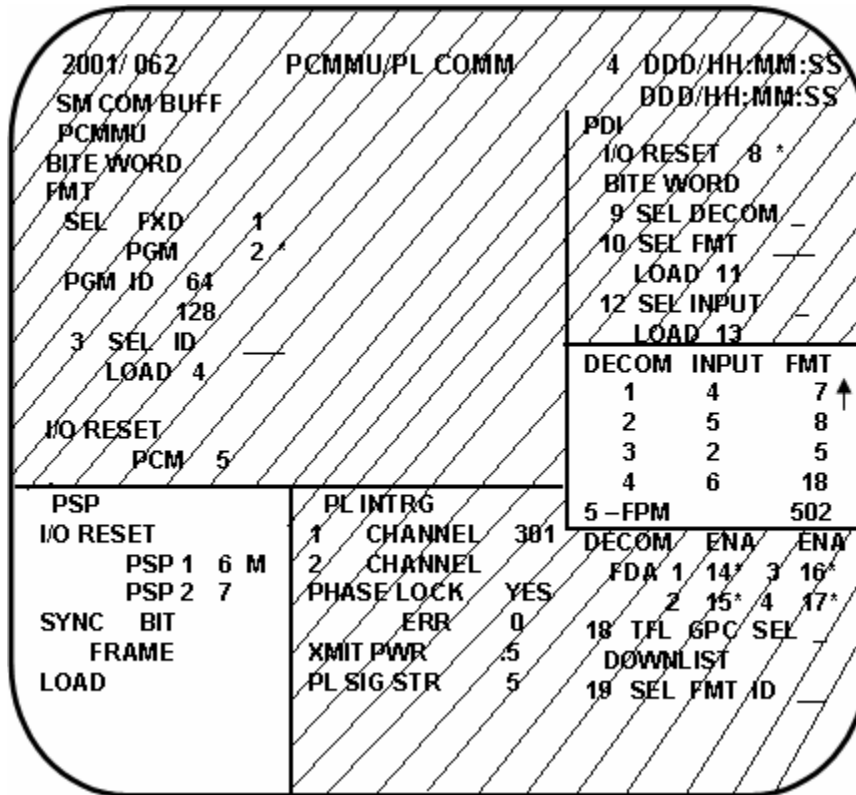 2001/ 062 PCMMU/PL COMM 4 DDD/HH:MM:SS
DDD/HH:MM:SS
SM COM BUFF
PCMMU
BITE WORD
FMT
SEL FXD 1
PGM 2 *
PGM ID 64
128
3 SEL ID ___
LOAD 4
I/O RESET
PCM 5
PDI
I/O RESET 8 *
BITE WORD
9 SEL DECOM _
10 SEL FMT ___
LOAD 11
12 SEL INPUT _
LOAD 13
DECOM INPUT FMT
1 4 7 ↑
2 5 8
3 2 5
4 6 18
5 –FPM 502
PSP
I/O RESET
PSP 1 6 M
PSP 2 7
SYNC BIT
FRAME
LOAD
PL INTRG
1 CHANNEL 301
2 CHANNEL
PHASE LOCK YES
ERR 0
XMIT PWR .5
PL SIG STR 5
DECOM ENA ENA
FDA 1 14* 3 16*
2 15* 4 17*
18 TFL GPC SEL _
DOWNLIST
19 SEL FMT ID __